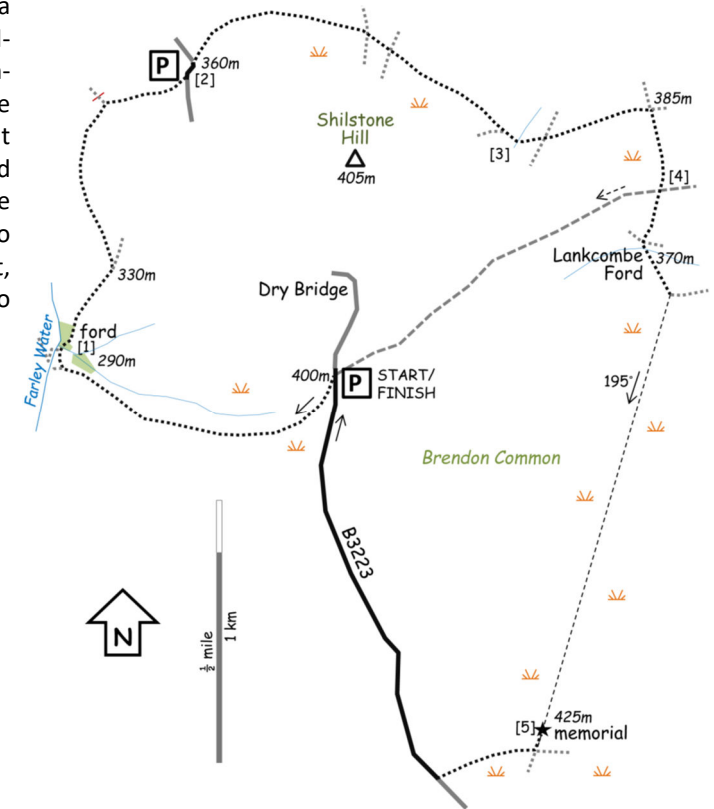 a
l-
n-
e
t
d
e
o
t,
o
P
360m
[2]
Shilstone
Hill
405m
385m
[3]
[4]
Lankcombe
Ford
370m
330m
Dry Bridge
Farley Water
ford
[1]
290m
400m
P
START/
FINISH
195°
Brendon Common
B3223
½ mile
1 km
N
[5]
425m
memorial